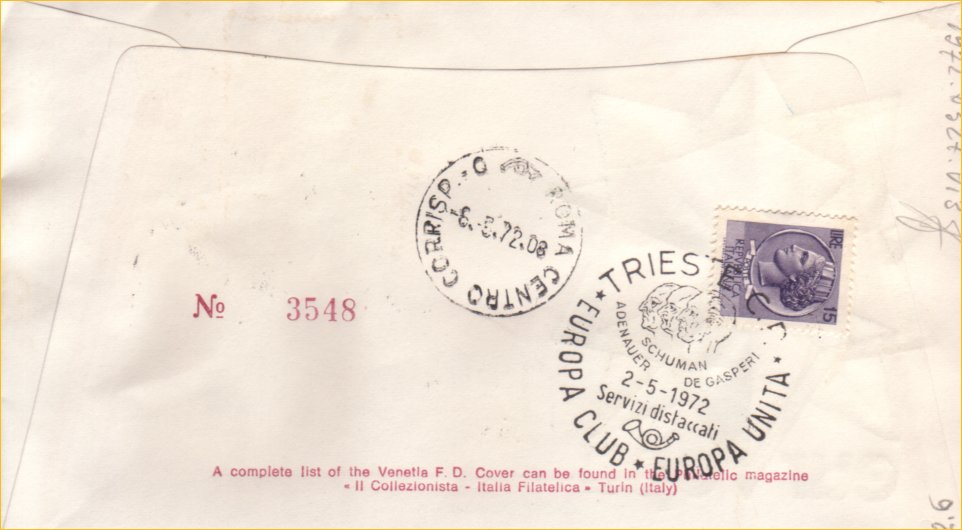 CORRISP.-O ROMA CENTRO
-6.-5.72.08
LIRE
REPUBBLICA
ITALIANA
15
Nº 3548
★ TRIESTE C.P. ★
ADENAUER
SCHUMAN
DE GASPERI
2-5-1972
Servizi distaccati
EUROPA CLUB ★ EUROPA UNITA
A complete list of the Venetia F. D. Cover can be found in the Philatelic magazine
« Il Collezionista - Italia Filatelica » Turin (Italy)